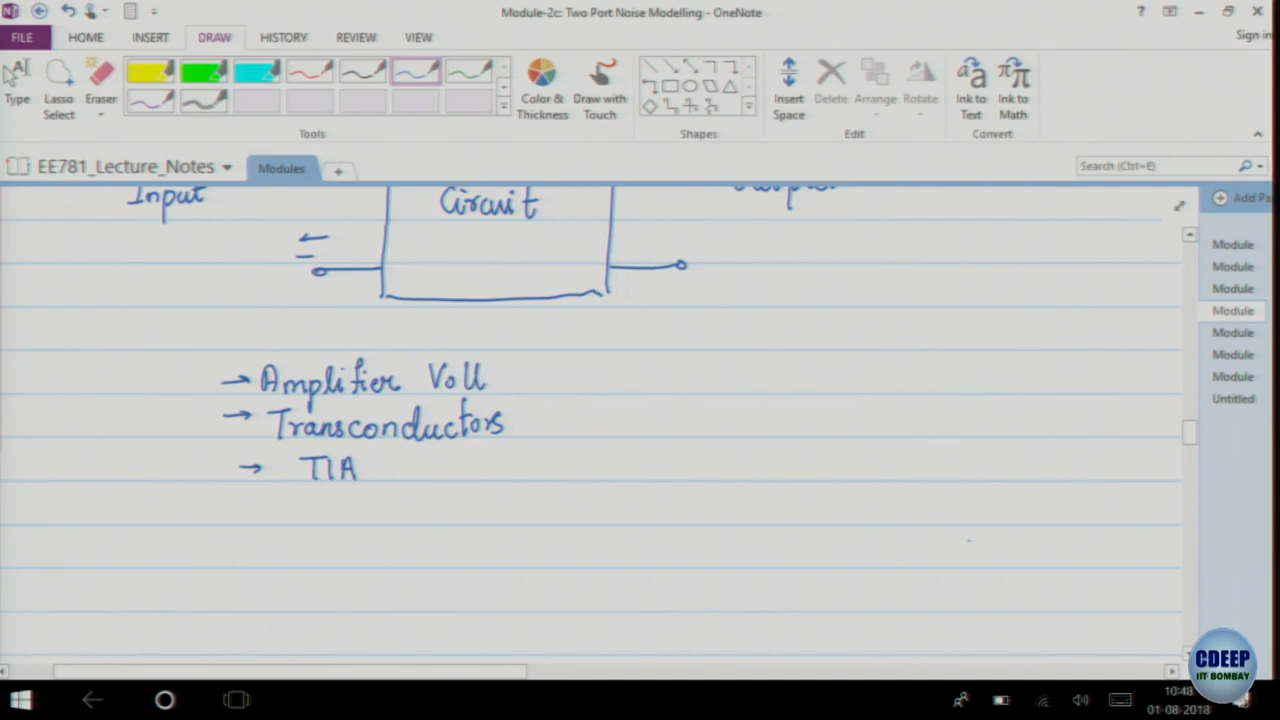 Module-2c: Two Port Noise Modelling - OneNote
Sign in
FILE HOME INSERT DRAW HISTORY REVIEW VIEW
Type
Lasso Select
Eraser
Color & Thickness
Draw with Touch
Insert Space
Delete
Arrange
Rotate
Ink to Text
Ink to Math
Tools
Shapes
Edit
Convert
EE781_Lecture_Notes
Modules
Search (Ctrl+E)
Add Pa
Module
Module
Module
Module
Module
Module
Module
Untitled
Input
Circuit
→ Amplifier Voll
→ Transconductors
→ TIA
CDEEP
IIT BOMBAY
10:48
01-08-2018